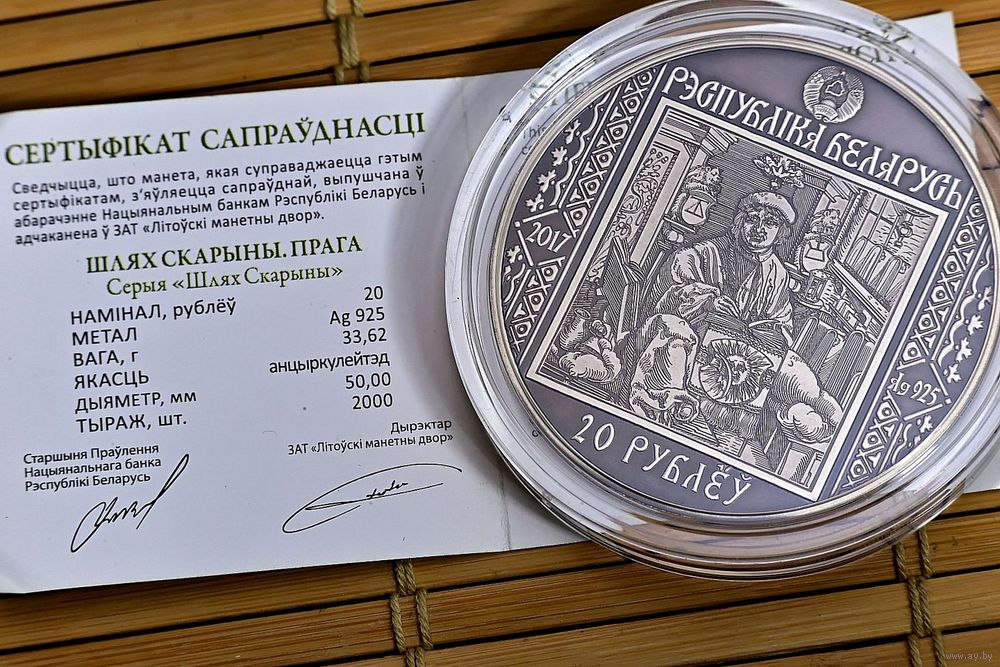 СЕРТЫФІКАТ САПРАЎДНАСЦІ
Сведчыцца, што манета, якая суправаджаецца гэтым
сертыфікатам, з'яўляецца сапраўднай, выпушчана ў
абарачэнне Нацыянальным банкам Рэспублікі Беларусь і
адчаканена ў ЗАТ «Літоўскі манетны двор».
ШЛЯХ СКАРЫНЫ. ПРАГА
Серыя «Шлях Скарыны»
НАМІНАЛ, рублёў 20
МЕТАЛ Ag 925
ВАГА, г 33,62
ЯКАСЦЬ анцыркулейтэд
ДЫЯМЕТР, мм 50,00
ТЫРАЖ, шт. 2000
Старшыня Праўлення
Нацыянальнага банка
Рэспублікі Беларусь
Дырэктар
ЗАТ «Літоўскі манетны двор»
РЭСПУБЛІКА БЕЛАРУСЬ
2017
Ag 925
20 РУБЛЁЎ
www.ay.by